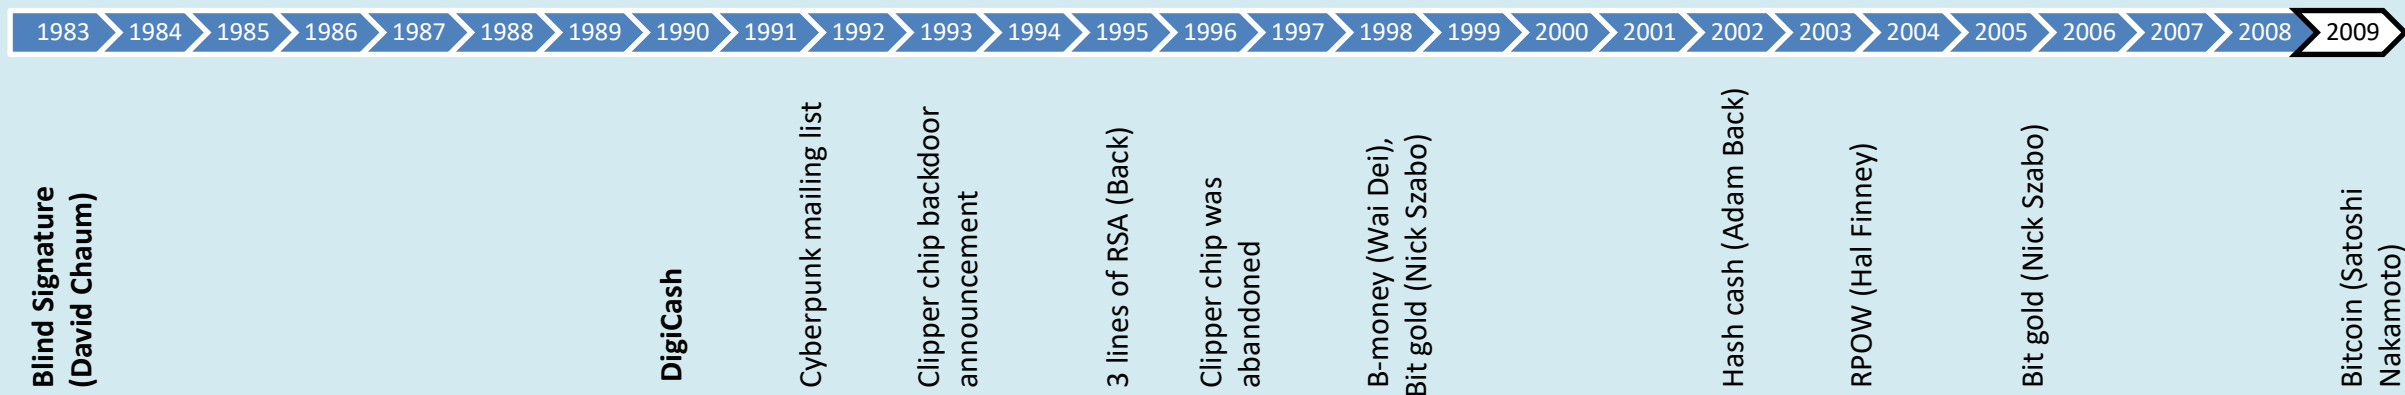 1983 1984 1985 1986 1987 1988 1989 1990 1991 1992 1993 1994 1995 1996 1997 1998 1999 2000 2001 2002 2003 2004 2005 2006 2007 2008 2009
Blind Signature
(David Chaum)
DigiCash
Cyberpunk mailing list
Clipper chip backdoor
announcement
3 lines of RSA (Back)
Clipper chip was
abandoned
B-money (Wai Dei),
Bit gold (Nick Szabo)
Hash cash (Adam Back)
RPOW (Hal Finney)
Bit gold (Nick Szabo)
Bitcoin (Satoshi
Nakamoto)